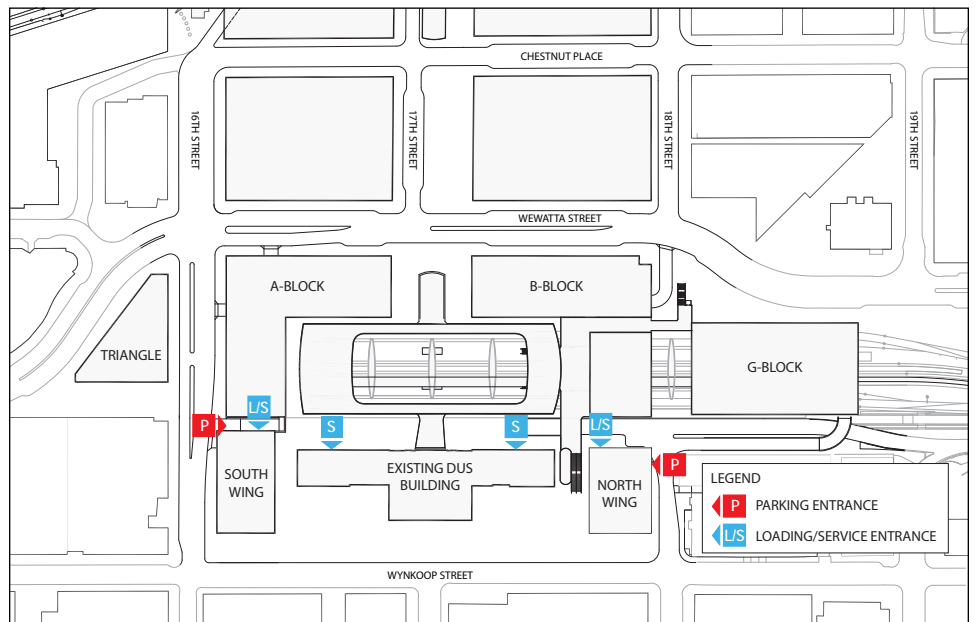 CHESTNUT PLACE
16TH STREET
17TH STREET
18TH STREET
19TH STREET
WEWATTA STREET
A-BLOCK
B-BLOCK
TRIANGLE
G-BLOCK
L/S
P
S
S
L/S
P
SOUTH
WING
EXISTING DUS
BUILDING
NORTH
WING
LEGEND
P PARKING ENTRANCE
L/S LOADING/SERVICE ENTRANCE
WYNKOOP STREET